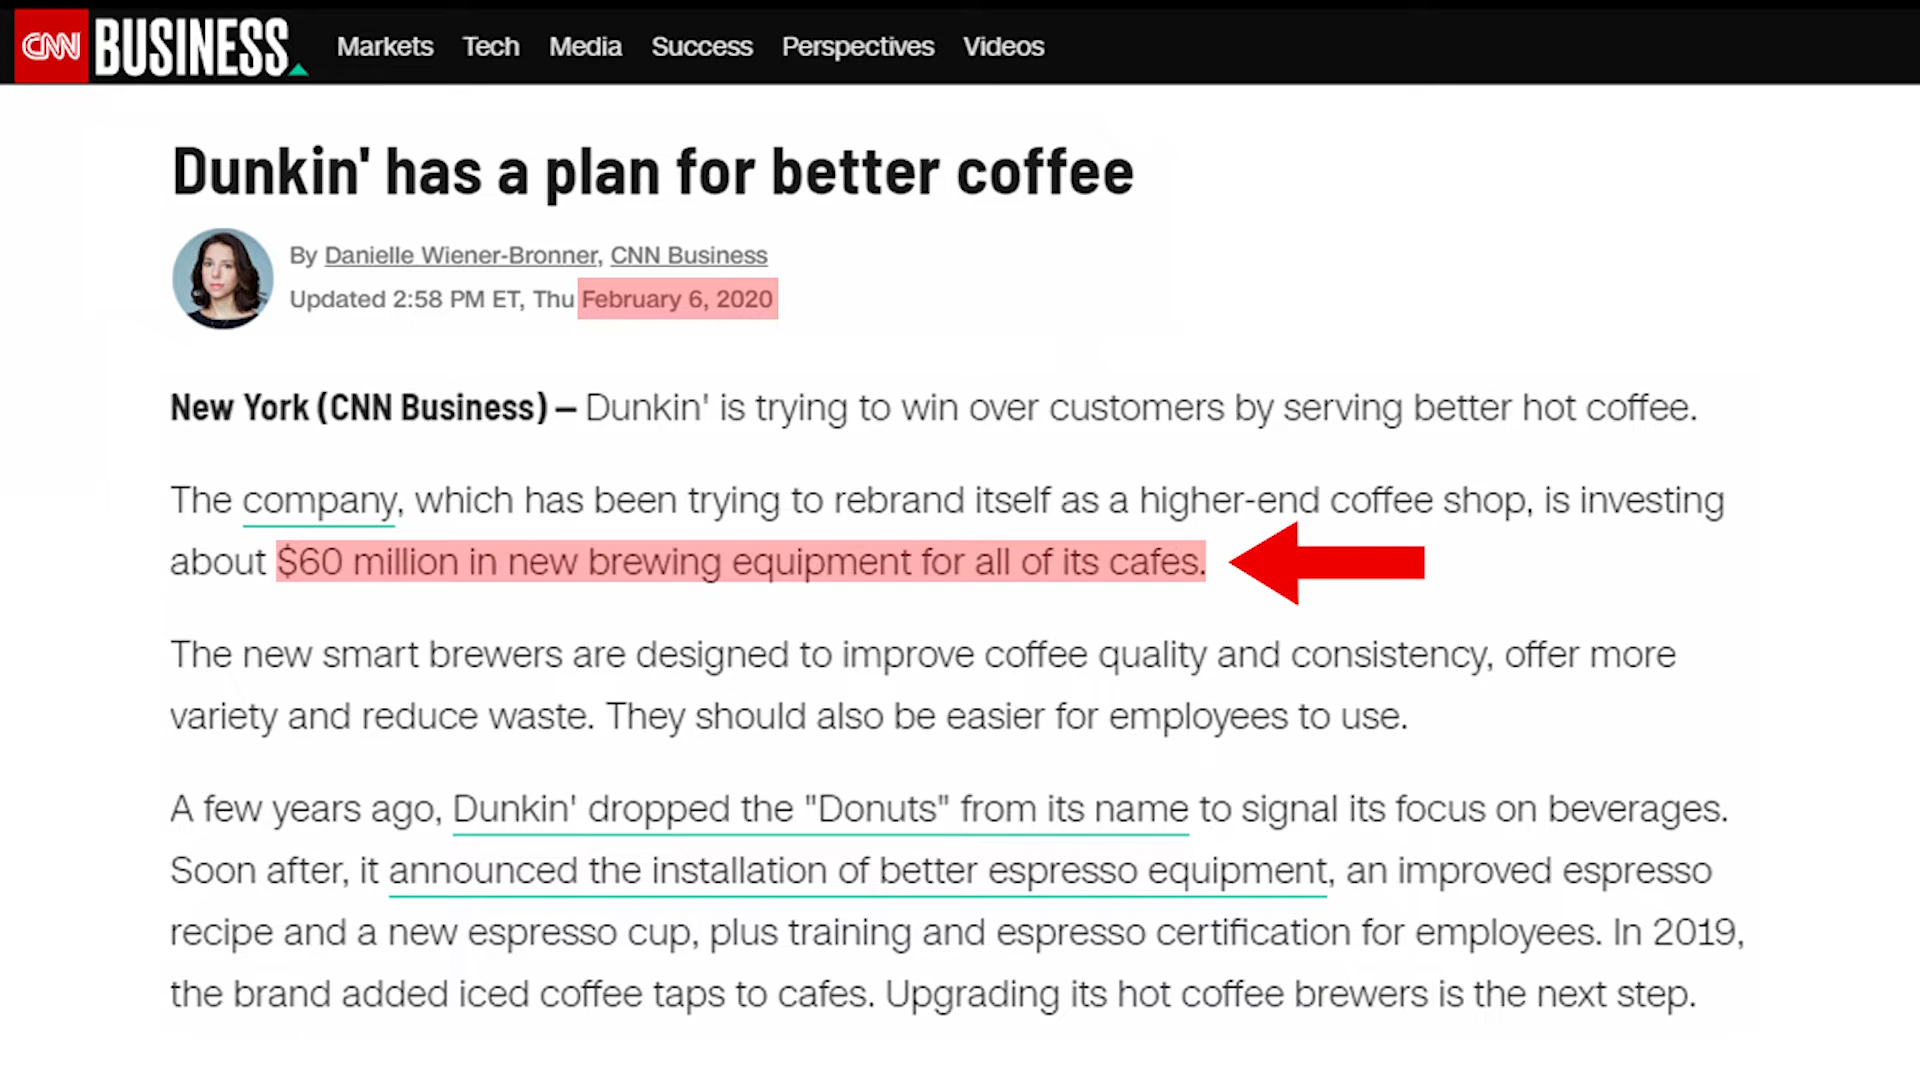 CNN BUSINESS Markets Tech Media Success Perspectives Videos
Dunkin' has a plan for better coffee
By Danielle Wiener-Bronner, CNN Business
Updated 2:58 PM ET, Thu February 6, 2020
New York (CNN Business) — Dunkin' is trying to win over customers by serving better hot coffee.
The company, which has been trying to rebrand itself as a higher-end coffee shop, is investing
about $60 million in new brewing equipment for all of its cafes.
The new smart brewers are designed to improve coffee quality and consistency, offer more
variety and reduce waste. They should also be easier for employees to use.
A few years ago, Dunkin' dropped the "Donuts" from its name to signal its focus on beverages.
Soon after, it announced the installation of better espresso equipment, an improved espresso
recipe and a new espresso cup, plus training and espresso certification for employees. In 2019,
the brand added iced coffee taps to cafes. Upgrading its hot coffee brewers is the next step.